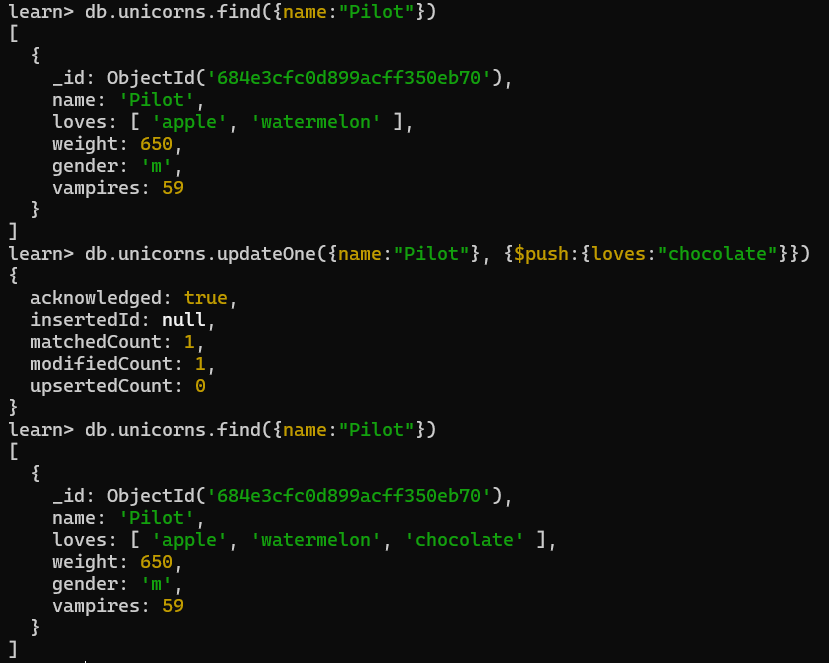 learn> db.unicorns.find({name:"Pilot"})
[
  {
    _id: ObjectId('684e3cfc0d899acff350eb70'),
    name: 'Pilot',
    loves: [ 'apple', 'watermelon' ],
    weight: 650,
    gender: 'm',
    vampires: 59
  }
]
learn> db.unicorns.updateOne({name:"Pilot"}, {$push:{loves:"chocolate"}})
{
  acknowledged: true,
  insertedId: null,
  matchedCount: 1,
  modifiedCount: 1,
  upsertedCount: 0
}
learn> db.unicorns.find({name:"Pilot"})
[
  {
    _id: ObjectId('684e3cfc0d899acff350eb70'),
    name: 'Pilot',
    loves: [ 'apple', 'watermelon', 'chocolate' ],
    weight: 650,
    gender: 'm',
    vampires: 59
  }
]